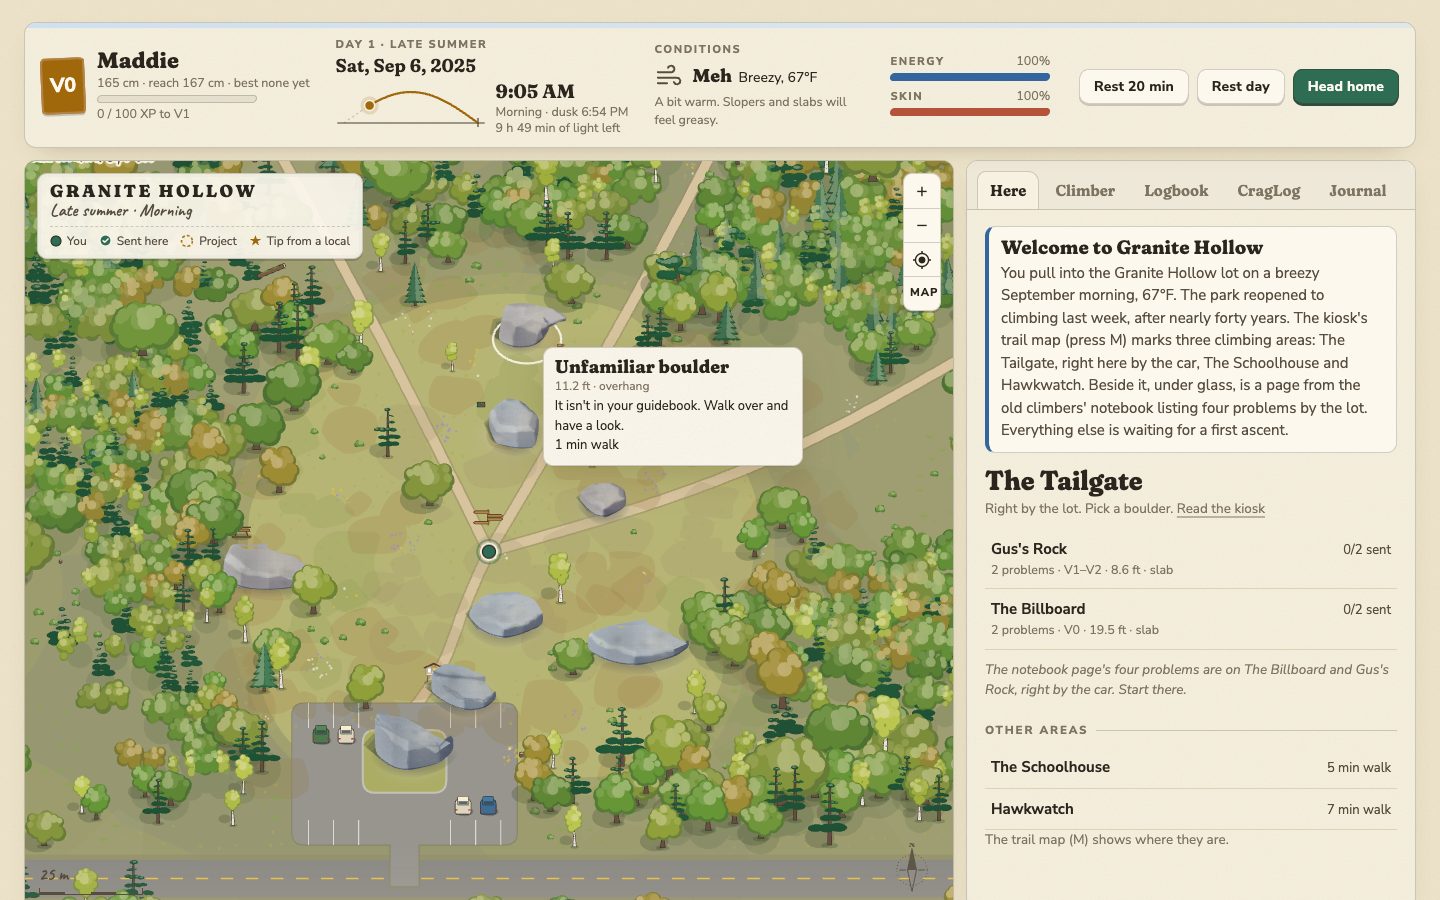 V0
Maddie
165 cm · reach 167 cm · best none yet
0 / 100 XP to V1
DAY 1 · LATE SUMMER
Sat, Sep 6, 2025
9:05 AM
Morning · dusk 6:54 PM
9 h 49 min of light left
CONDITIONS
Meh Breezy, 67°F
A bit warm. Slopers and slabs will
feel greasy.
ENERGY 100%
SKIN 100%
Rest 20 min
Rest day
Head home
GRANITE HOLLOW
Late summer · Morning
You
Sent here
Project
Tip from a local
+
−
MAP
Unfamiliar boulder
11.2 ft · overhang
It isn't in your guidebook. Walk over and
have a look.
1 min walk
25 m
N
Here
Climber
Logbook
CragLog
Journal
Welcome to Granite Hollow
You pull into the Granite Hollow lot on a breezy
September morning, 67°F. The park reopened to
climbing last week, after nearly forty years. The kiosk's
trail map (press M) marks three climbing areas: The
Tailgate, right here by the car, The Schoolhouse and
Hawkwatch. Beside it, under glass, is a page from the
old climbers' notebook listing four problems by the lot.
Everything else is waiting for a first ascent.
The Tailgate
Right by the lot. Pick a boulder. Read the kiosk
Gus's Rock 0/2 sent
2 problems · V1–V2 · 8.6 ft · slab
The Billboard 0/2 sent
2 problems · V0 · 19.5 ft · slab
The notebook page's four problems are on The Billboard and Gus's
Rock, right by the car. Start there.
OTHER AREAS
The Schoolhouse 5 min walk
Hawkwatch 7 min walk
The trail map (M) shows where they are.